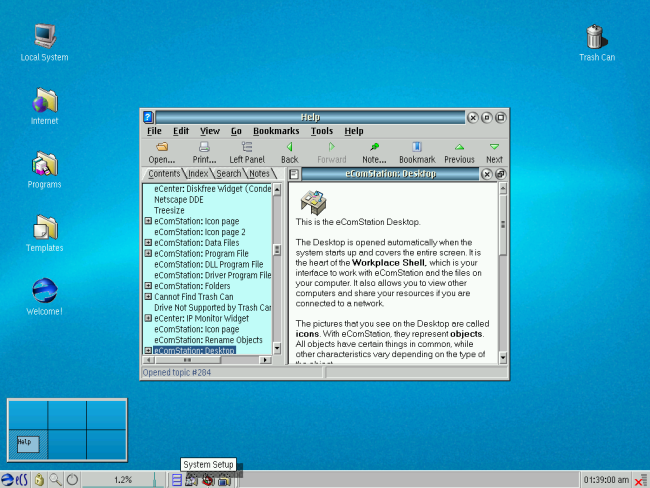 Local System
Trash Can
Internet
Programs
Templates
Welcome!
Help
File Edit View Go Bookmarks Tools Help
Open... Print... Left Panel Back Forward Note... Bookmark Previous Next
Contents Index Search Notes
eComStation: Desktop
eCenter: Diskfree Widget (Conde
Netscape DDE
Treesize
eComStation: Icon page
eComStation: Icon page 2
eComStation: Data Files
eComStation: Program File
eComStation: DLL Program File
eComStation: Driver Program File
eComStation: Folders
Cannot Find Trash Can
Drive Not Supported by Trash Can
eCenter: IP Monitor Widget
eComStation: Icon page
eComStation: Rename Objects
eComStation: Desktop
This is the eComStation Desktop.
The Desktop is opened automatically when the
system starts up and covers the entire screen. It is
the heart of the Workplace Shell, which is your
interface to work with eComStation and the files on
your computer. It also allows you to view other
computers and share your resources if you are
connected to a network.
The pictures that you see on the Desktop are called
icons. With eComStation, they represent objects.
All objects have certain things in common, while
other characteristics vary depending on the type of
the object.
Opened topic #284
Help
System Setup
eCS
1.2%
01:39:00 am